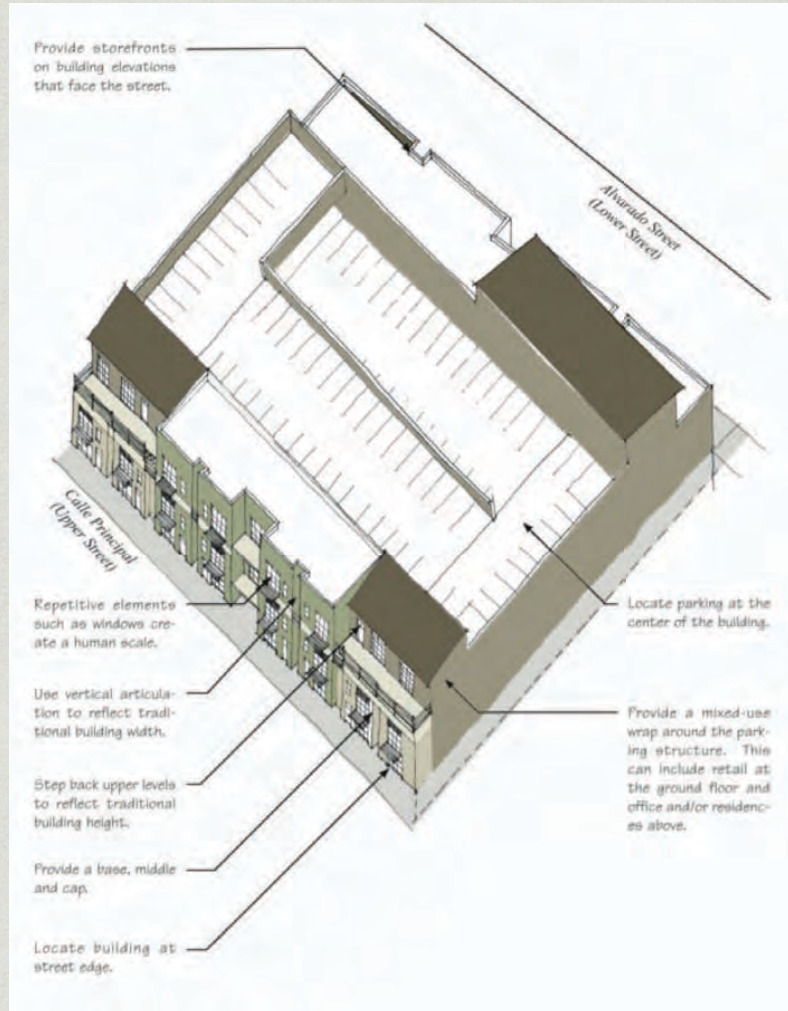 Provide storefronts
on building elevations
that face the street.
Alvarado Street
(Lower Street)
Calle Principal
(Upper Street)
Repetitive elements
such as windows cre-
ate a human scale.
Use vertical articula-
tion to reflect tradi-
tional building width.
Step back upper levels
to reflect traditional
building height.
Provide a base, middle
and cap.
Locate building at
street edge.
Locate parking at the
center of the building.
Provide a mixed-use
wrap around the park-
ing structure. This
can include retail at
the ground floor and
office and/or residenc-
es above.